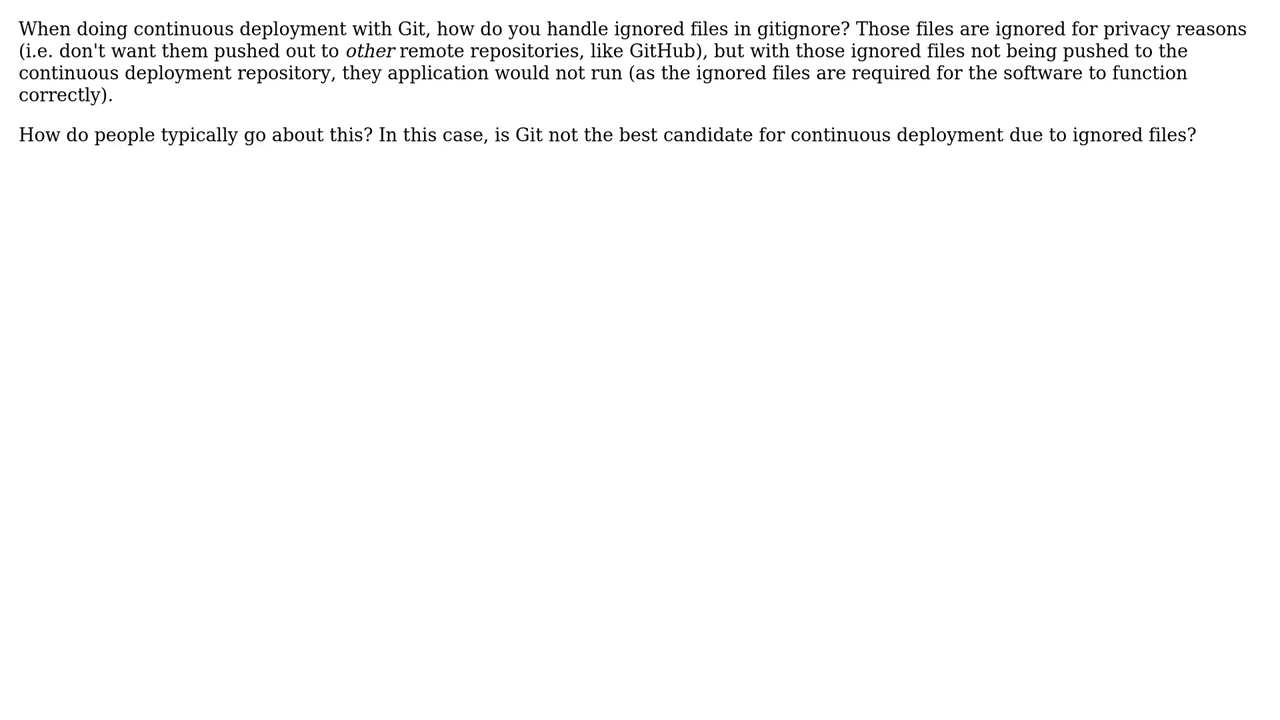 When doing continuous deployment with Git, how do you handle ignored files in gitignore? Those files are ignored for privacy reasons
(i.e. don't want them pushed out to other remote repositories, like GitHub), but with those ignored files not being pushed to the
continuous deployment repository, they application would not run (as the ignored files are required for the software to function
correctly).
How do people typically go about this? In this case, is Git not the best candidate for continuous deployment due to ignored files?